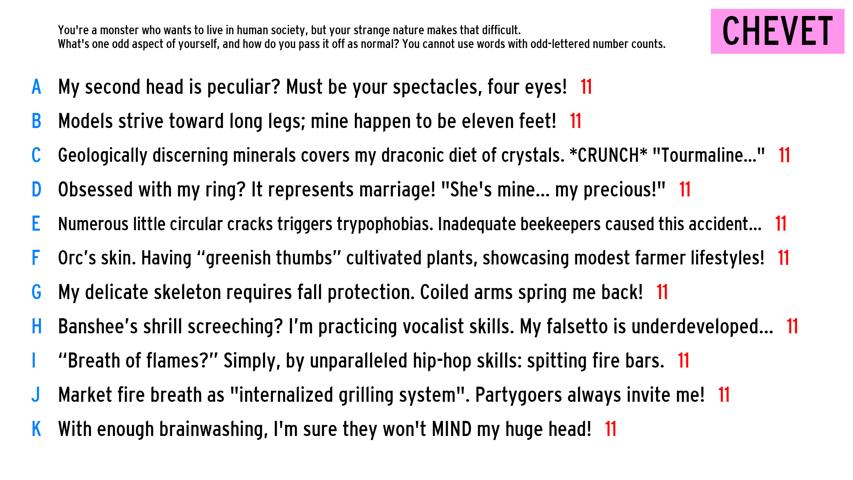 You're a monster who wants to live in human society, but your strange nature makes that difficult.
What's one odd aspect of yourself, and how do you pass it off as normal? You cannot use words with odd-lettered number counts.
CHEVET
A My second head is peculiar? Must be your spectacles, four eyes! 11
B Models strive toward long legs; mine happen to be eleven feet! 11
C Geologically discerning minerals covers my draconic diet of crystals. *CRUNCH* "Tourmaline..." 11
D Obsessed with my ring? It represents marriage! "She's mine... my precious!" 11
E Numerous little circular cracks triggers trypophobias. Inadequate beekeepers caused this accident... 11
F Orc's skin. Having “greenish thumbs” cultivated plants, showcasing modest farmer lifestyles! 11
G My delicate skeleton requires fall protection. Coiled arms spring me back! 11
H Banshee’s shrill screeching? I’m practicing vocalist skills. My falsetto is underdeveloped... 11
I “Breath of flames?” Simply, by unparalleled hip-hop skills: spitting fire bars. 11
J Market fire breath as "internalized grilling system". Partygoers always invite me! 11
K With enough brainwashing, I'm sure they won't MIND my huge head! 11